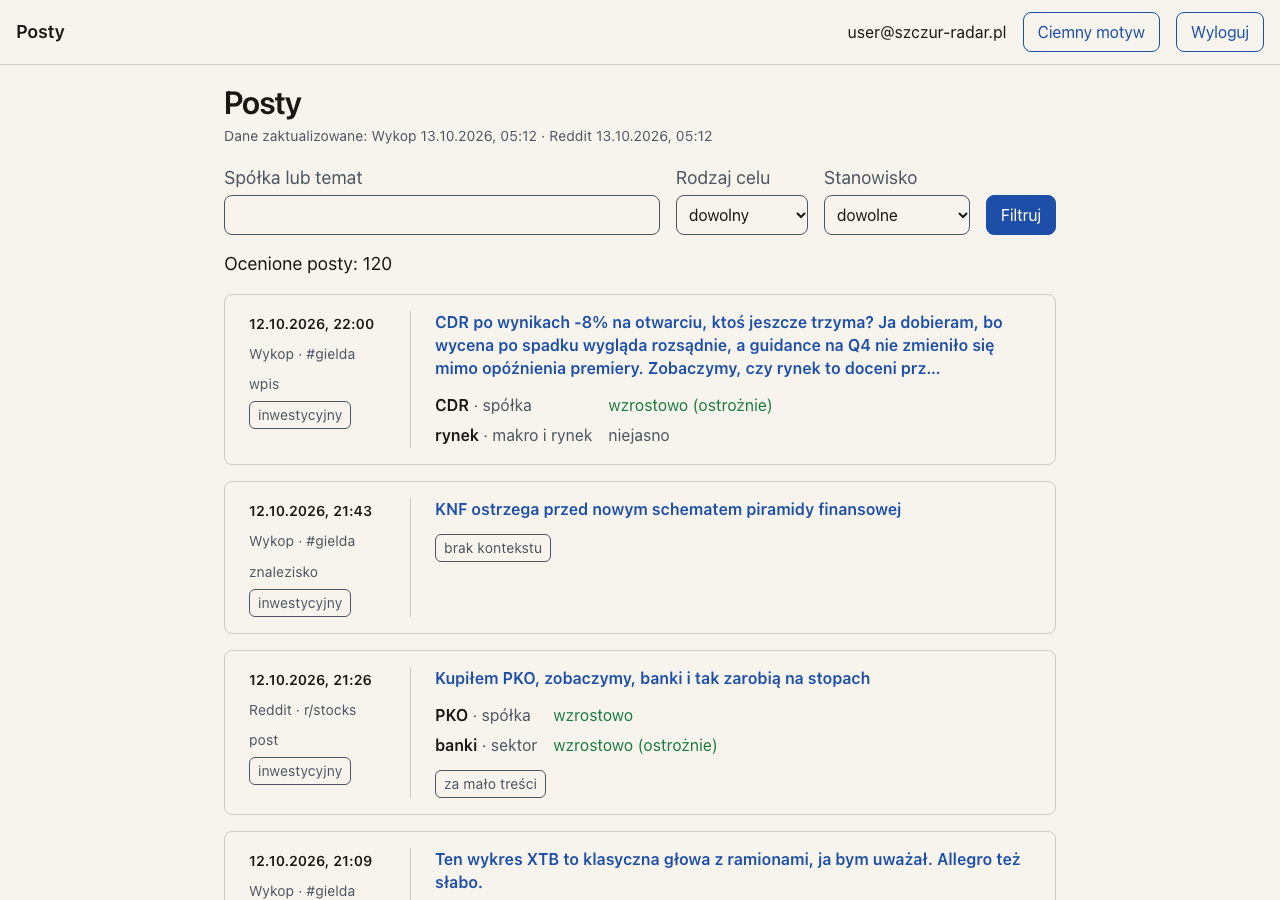 Posty
user@szczur-radar.pl
Ciemny motyw
Wyloguj
Posty
Dane zaktualizowane: Wykop 13.10.2026, 05:12 · Reddit 13.10.2026, 05:12
Spółka lub temat
Rodzaj celu
Stanowisko
dowolny
dowolne
Filtruj
Ocenione posty: 120
12.10.2026, 22:00
Wykop · #gielda
wpis
inwestycyjny
CDR po wynikach -8% na otwarciu, ktoś jeszcze trzyma? Ja dobieram, bo
wycena po spadku wygląda rozsądnie, a guidance na Q4 nie zmieniło się
mimo opóźnienia premiery. Zobaczymy, czy rynek to doceni prz...
CDR · spółka wzrostowo (ostrożnie)
rynek · makro i rynek niejasno
12.10.2026, 21:43
Wykop · #gielda
znalezisko
inwestycyjny
KNF ostrzega przed nowym schematem piramidy finansowej
brak kontekstu
12.10.2026, 21:26
Reddit · r/stocks
post
inwestycyjny
Kupiłem PKO, zobaczymy, banki i tak zarobią na stopach
PKO · spółka wzrostowo
banki · sektor wzrostowo (ostrożnie)
za mało treści
12.10.2026, 21:09
Wykop · #gielda
Ten wykres XTB to klasyczna głowa z ramionami, ja bym uważał. Allegro też
słabo.